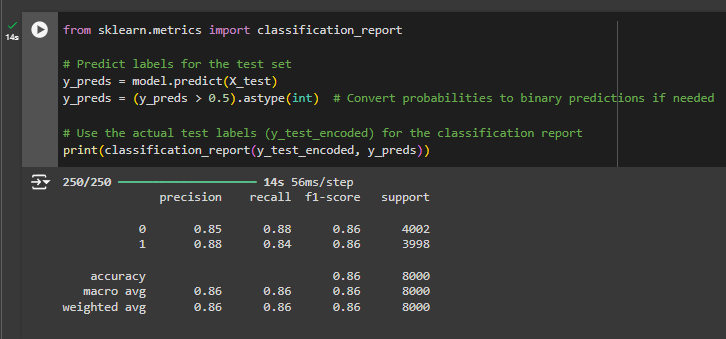 14s
from sklearn.metrics import classification_report
# Predict labels for the test set
y_preds = model.predict(X_test)
y_preds = (y_preds > 0.5).astype(int)  # Convert probabilities to binary predictions if needed
# Use the actual test labels (y_test_encoded) for the classification report
print(classification_report(y_test_encoded, y_preds))
250/250 14s 56ms/step
precision recall f1-score support
0 0.85 0.88 0.86 4002
1 0.88 0.84 0.86 3998
accuracy 0.86 8000
macro avg 0.86 0.86 0.86 8000
weighted avg 0.86 0.86 0.86 8000